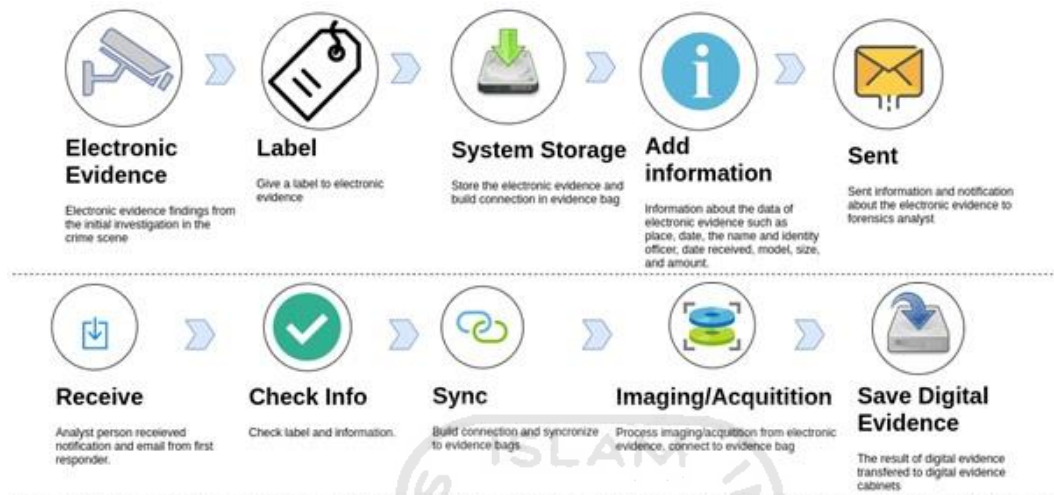 Electronic
Evidence
Electronic evidence findings from
the initial investigation in the
crime scene
Label
Give a label to electronic
evidence
System Storage
Store the electronic evidence and
build connection in evidence bag
Add
information
Information about the data of
electronic evidence such as
place, date, the name and identity
officer, date received, model, size,
and amount.
Sent
Sent information and notification
about the electronic evidence to
forensics analyst
Receive
Analyst person receieved
notification and email from first
responder.
Check Info
Check label and information.
Sync
Build connection and syncronize
to evidence bags
Imaging/Acquitition
Process imaging/acquitition from electronic
evidence, connect to evidence bag
Save Digital
Evidence
The result of digital evidence
transfered to digital evidence
cabinets
ISLAM